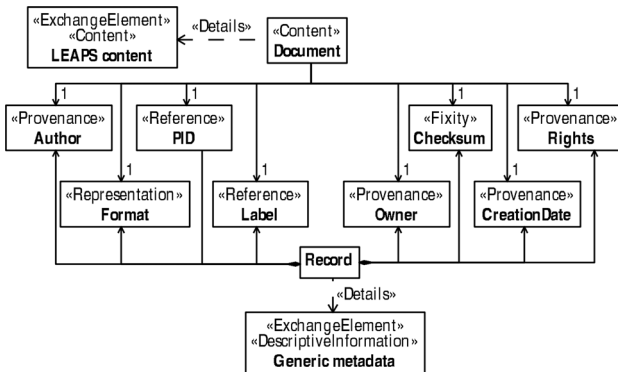 «ExchangeElement»
«Content»
LEAPS content
«Details»
«Content»
Document
1
1
1
1
«Provenance»
Author
«Reference»
PID
«Fixity»
Checksum
«Provenance»
Rights
1
1
1
1
«Representation»
Format
«Reference»
Label
«Provenance»
Owner
«Provenance»
CreationDate
Record
«Details»
«ExchangeElement»
«DescriptiveInformation»
Generic metadata